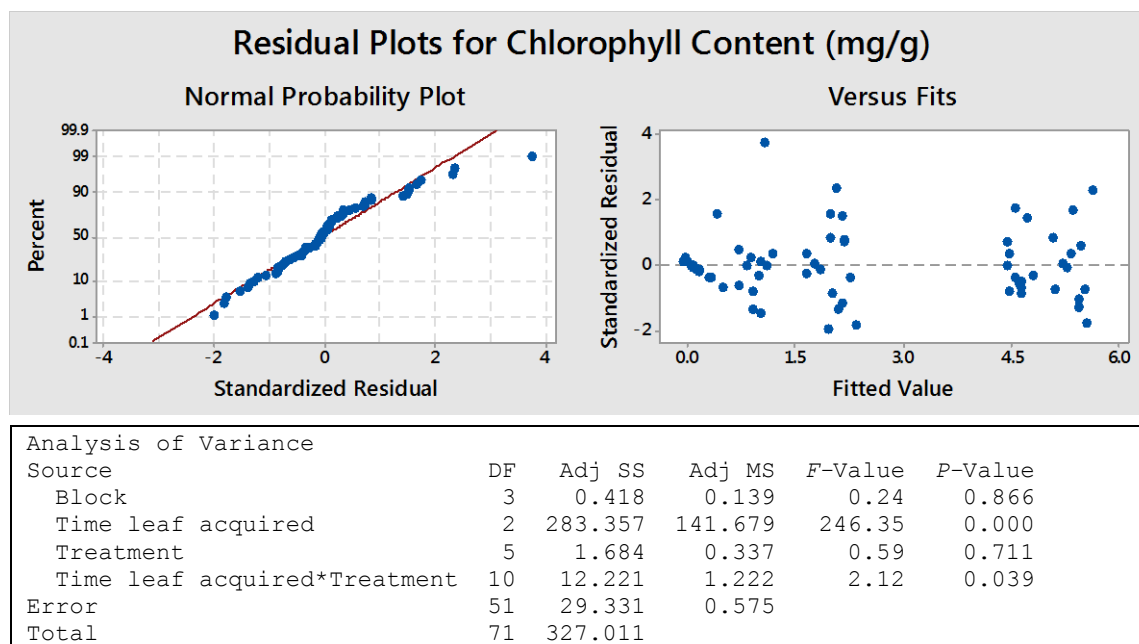 Residual Plots for Chlorophyll Content (mg/g)
Normal Probability Plot
99.9
99
90
50
10
1
0.1
Percent
-4 -2 0 2 4
Standardized Residual
Versus Fits
4
2
0
-2
Standardized Residual
0.0 1.5 3.0 4.5 6.0
Fitted Value
Analysis of Variance
Source DF Adj SS Adj MS F-Value P-Value
Block 3 0.418 0.139 0.24 0.866
Time leaf acquired 2 283.357 141.679 246.35 0.000
Treatment 5 1.684 0.337 0.59 0.711
Time leaf acquired*Treatment 10 12.221 1.222 2.12 0.039
Error 51 29.331 0.575
Total 71 327.011